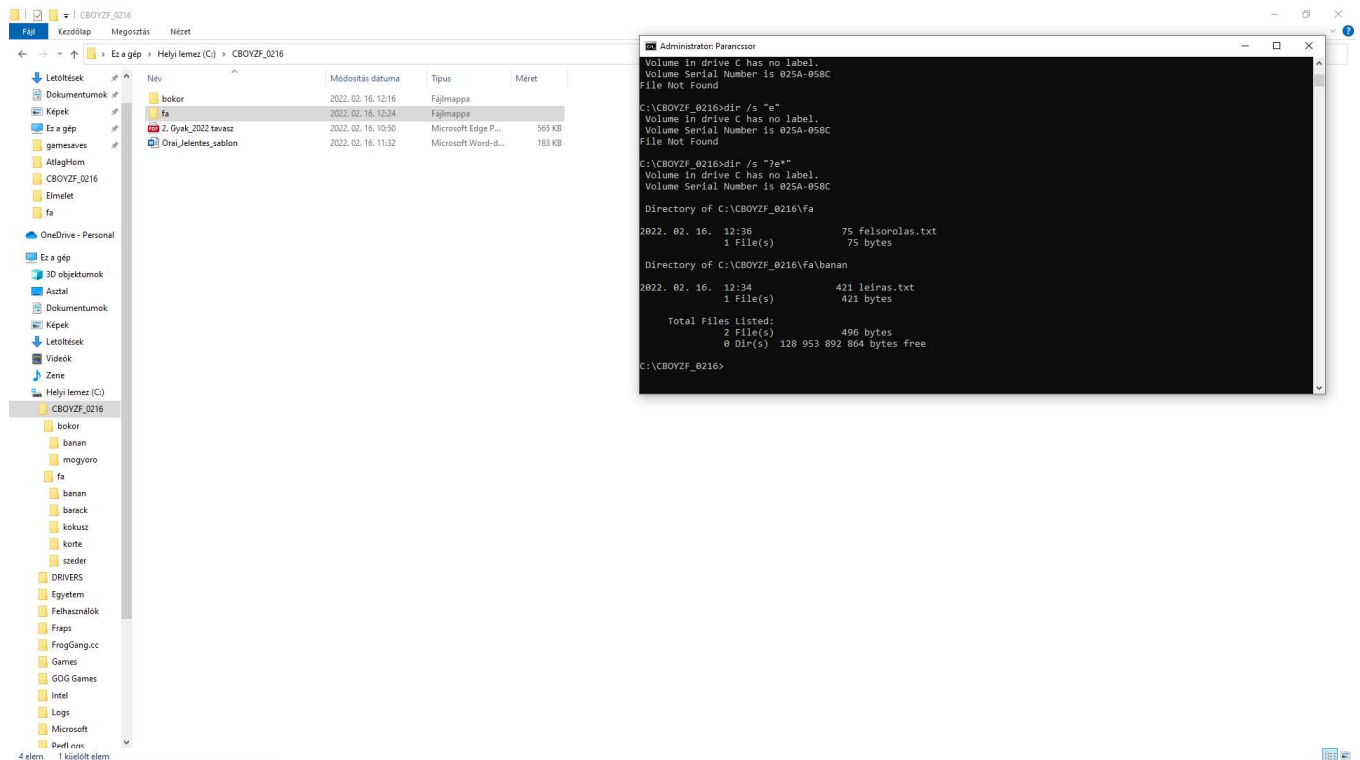 CBOYZF_0216
Fájl Kezdőlap Megosztás Nézet
Ez a gép > Helyi lemez (C:) > CBOYZF_0216
Név Módosítás dátuma Típus Méret
bokor 2022. 02. 16. 12:16 Fájlmappa
fa 2022. 02. 16. 12:24 Fájlmappa
2. Gyak_2022 tavasz 2022. 02. 16. 10:50 Microsoft Edge P... 565 KB
Orai_Jelentes_sablon 2022. 02. 16. 11:32 Microsoft Word-d... 183 KB
Letöltések
Dokumentumok
Képek
Ez a gép
gamesaves
AtlagHom
CBOYZF_0216
Elmelet
fa
OneDrive - Personal
Ez a gép
3D objektumok
Asztal
Dokumentumok
Képek
Letöltések
Videók
Zene
Helyi lemez (C:)
CBOYZF_0216
bokor
banan
mogyoro
fa
banan
barack
kokusz
korte
szeder
DRIVERS
Egyetem
Felhasználók
Fraps
FrogGang.cc
Games
GOG Games
Intel
Logs
Microsoft
PerfLogs
4 elem 1 kijelölt elem
Administrator: Parancssor
Volume in drive C has no label.
Volume Serial Number is 025A-058C
File Not Found
C:\CBOYZF_0216>dir /s "e"
Volume in drive C has no label.
Volume Serial Number is 025A-058C
File Not Found
C:\CBOYZF_0216>dir /s "?e*"
Volume in drive C has no label.
Volume Serial Number is 025A-058C
Directory of C:\CBOYZF_0216\fa
2022. 02. 16. 12:36 75 felsorolas.txt
1 File(s) 75 bytes
Directory of C:\CBOYZF_0216\fa\banan
2022. 02. 16. 12:34 421 leiras.txt
1 File(s) 421 bytes
Total Files Listed:
2 File(s) 496 bytes
0 Dir(s) 128 953 892 864 bytes free
C:\CBOYZF_0216>